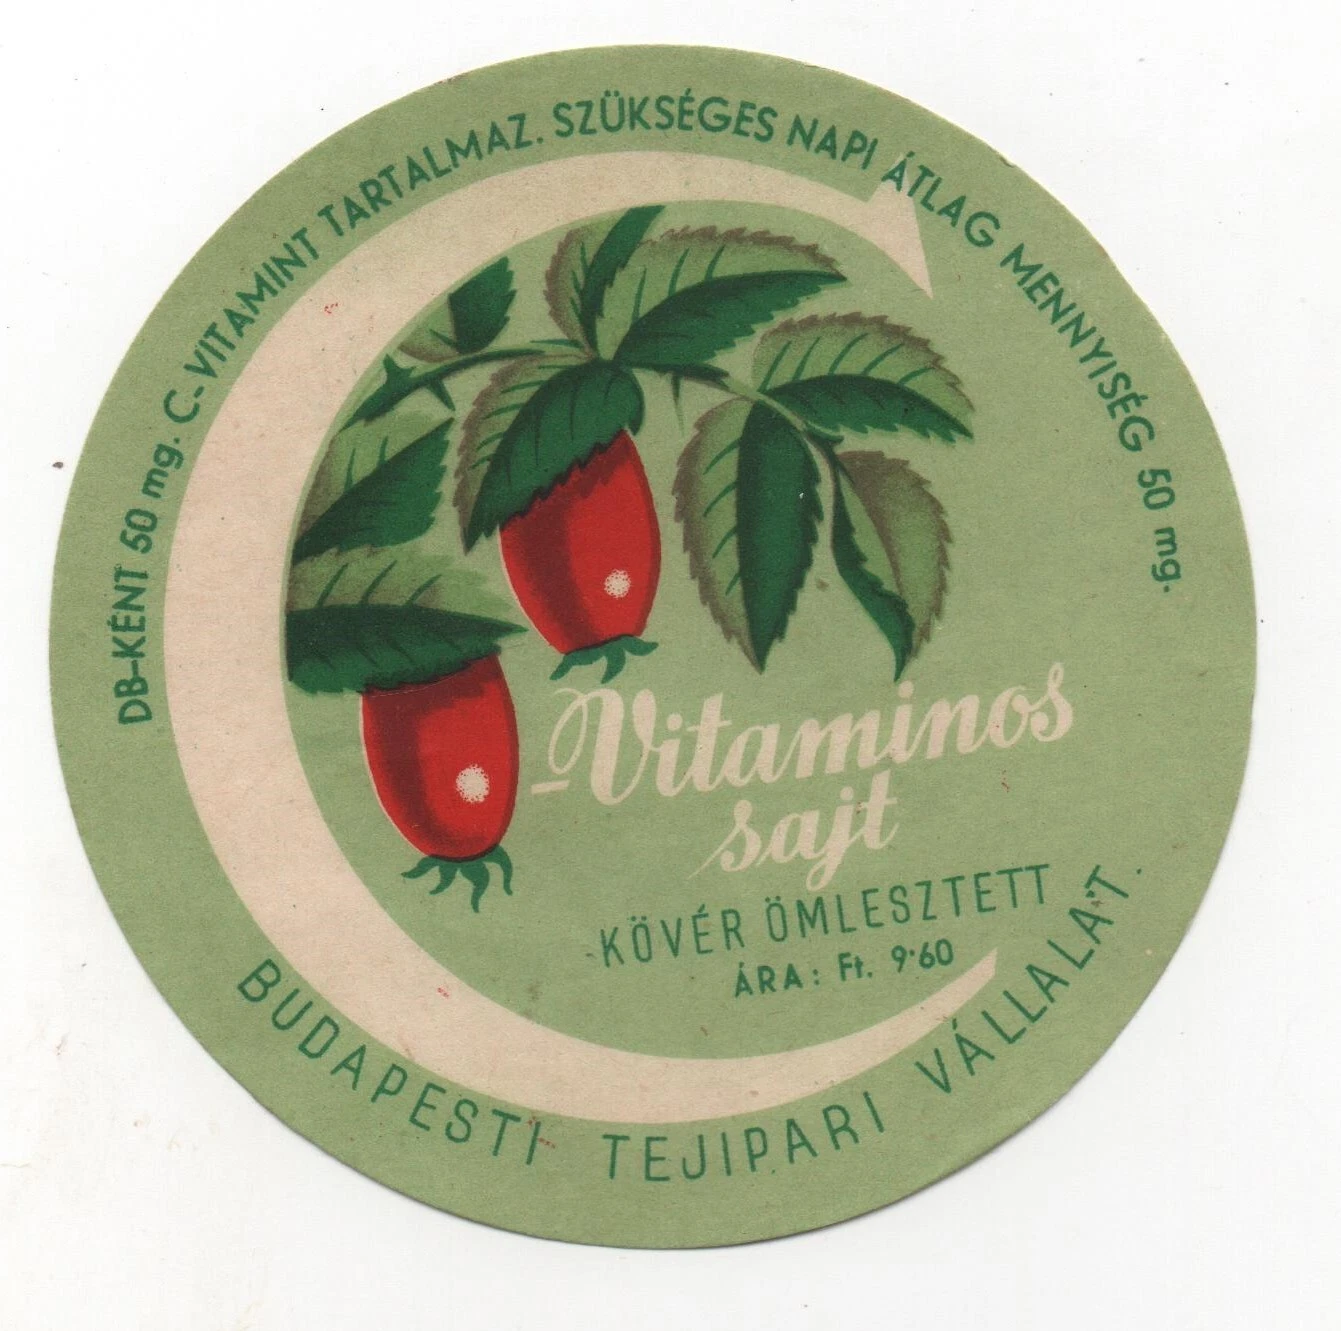 DB-KÉNT 50 mg. C-VITAMINT TARTALMAZ. SZÜKSÉGES NAPI ÁTLAG MENNYISÉG 50 mg.
C
-Vitaminos
sajt
KÖVÉR ÖMLESZTETT
ÁRA: Ft. 9·60
BUDAPESTI TEJIPARI VÁLLALAT.